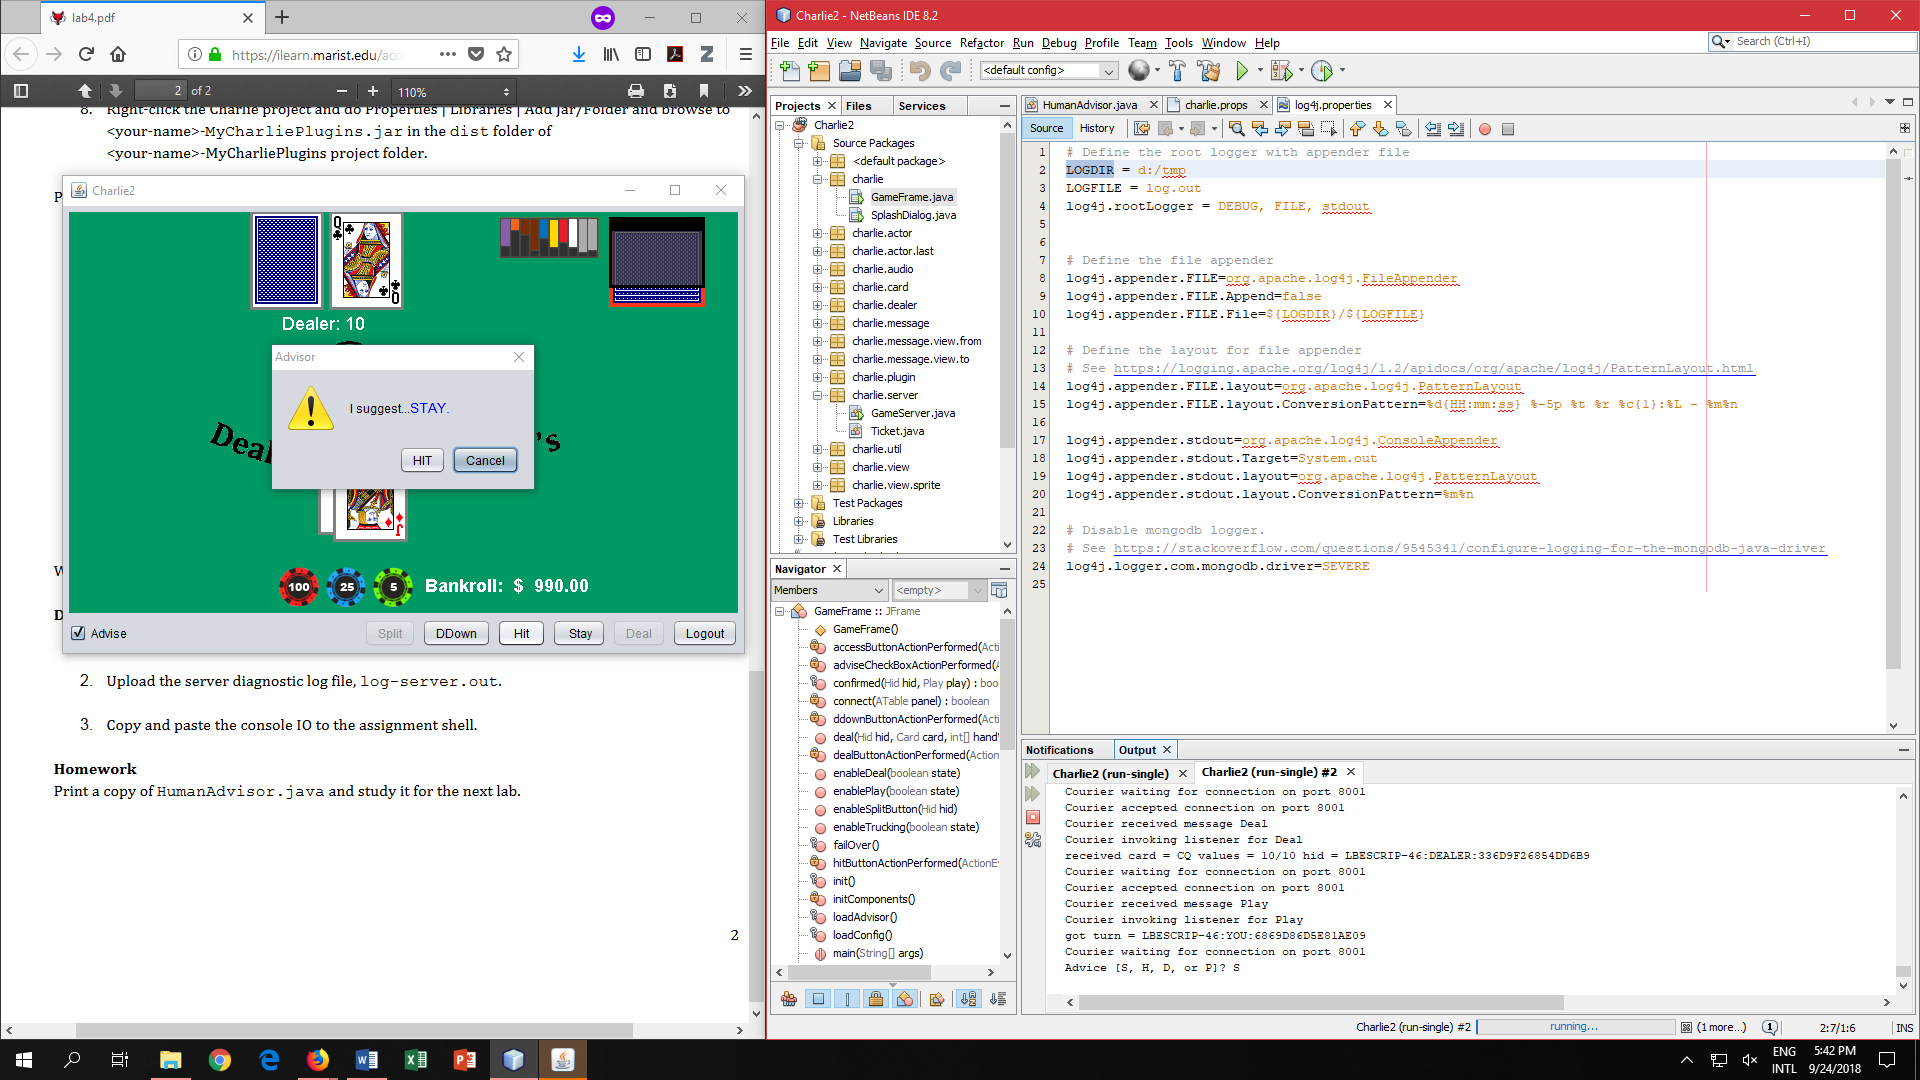 lab4.pdf
https://ilearn.marist.edu/acc
2 of 2
110%
8. Right-click the Charlie project and do Properties | Libraries | Add Jar/Folder and browse to
<your-name>-MyCharliePlugins.jar in the dist folder of
<your-name>-MyCharliePlugins project folder.
P
Charlie2
Q
Q
Dealer: 10
Deal
's
Advisor
I suggest...STAY.
HIT
Cancel
J
100
25
5
Bankroll: $ 990.00
Advise
Split
DDown
Hit
Stay
Deal
Logout
W
D
2. Upload the server diagnostic log file, log-server.out.
3. Copy and paste the console IO to the assignment shell.
Homework
Print a copy of HumanAdvisor.java and study it for the next lab.
2
Charlie2 - NetBeans IDE 8.2
File Edit View Navigate Source Refactor Run Debug Profile Team Tools Window Help
Search (Ctrl+I)
<default config>
Projects
Files
Services
Charlie2
Source Packages
<default package>
charlie
GameFrame.java
SplashDialog.java
charlie.actor
charlie.actor.last
charlie.audio
charlie.card
charlie.dealer
charlie.message
charlie.message.view.from
charlie.message.view.to
charlie.plugin
charlie.server
GameServer.java
Ticket.java
charlie.util
charlie.view
charlie.view.sprite
Test Packages
Libraries
Test Libraries
Navigator
Members
<empty>
GameFrame :: JFrame
GameFrame()
accessButtonActionPerformed(Acti
adviseCheckBoxActionPerformed(A
confirmed(Hid hid, Play play) : boo
connect(ATable panel) : boolean
ddownButtonActionPerformed(Acti
deal(Hid hid, Card card, int[] handV
dealButtonActionPerformed(Action
enableDeal(boolean state)
enablePlay(boolean state)
enableSplitButton(Hid hid)
enableTrucking(boolean state)
failOver()
hitButtonActionPerformed(ActionEv
init()
initComponents()
loadAdvisor()
loadConfig()
main(String[] args)
HumanAdvisor.java
charlie.props
log4j.properties
Source
History
1 # Define the root logger with appender file
2 LOGDIR = d:/tmp
3 LOGFILE = log.out
4 log4j.rootLogger = DEBUG, FILE, stdout
5
6
7 # Define the file appender
8 log4j.appender.FILE=org.apache.log4j.FileAppender
9 log4j.appender.FILE.Append=false
10 log4j.appender.FILE.File=${LOGDIR}/${LOGFILE}
11
12 # Define the layout for file appender
13 # See https://logging.apache.org/log4j/1.2/apidocs/org/apache/log4j/PatternLayout.html
14 log4j.appender.FILE.layout=org.apache.log4j.PatternLayout
15 log4j.appender.FILE.layout.ConversionPattern=%d{HH:mm:ss} %-5p %t %r %c{1}:%L - %m%n
16
17 log4j.appender.stdout=org.apache.log4j.ConsoleAppender
18 log4j.appender.stdout.Target=System.out
19 log4j.appender.stdout.layout=org.apache.log4j.PatternLayout
20 log4j.appender.stdout.layout.ConversionPattern=%m%n
21
22 # Disable mongodb logger.
23 # See https://stackoverflow.com/questions/9545341/configure-logging-for-the-mongodb-java-driver
24 log4j.logger.com.mongodb.driver=SEVERE
25
Notifications
Output
Charlie2 (run-single)
Charlie2 (run-single) #2
Courier waiting for connection on port 8001
Courier accepted connection on port 8001
Courier received message Deal
Courier invoking listener for Deal
received card = CQ values = 10/10 hid = LBESCRIP-46:DEALER:336D9F26854DD6B9
Courier waiting for connection on port 8001
Courier accepted connection on port 8001
Courier received message Play
Courier invoking listener for Play
got turn = LBESCRIP-46:YOU:6869D86D5E81AE09
Courier waiting for connection on port 8001
Advice [S, H, D, or P]? S
Charlie2 (run-single) #2
running...
(1 more...)
1
2:7/1:6
INS
ENG
INTL
5:42 PM
9/24/2018